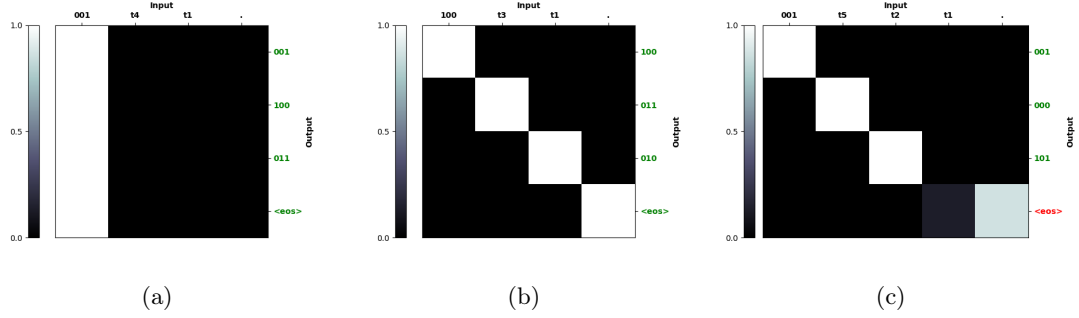 Input
001 t4 t1 .
1.0
0.5
0.0
001
100
011
<eos>
Output
(a)
Input
100 t3 t1 .
1.0
0.5
0.0
100
011
010
<eos>
Output
(b)
Input
001 t5 t2 t1 .
1.0
0.5
0.0
001
000
101
<eos>
Output
(c)